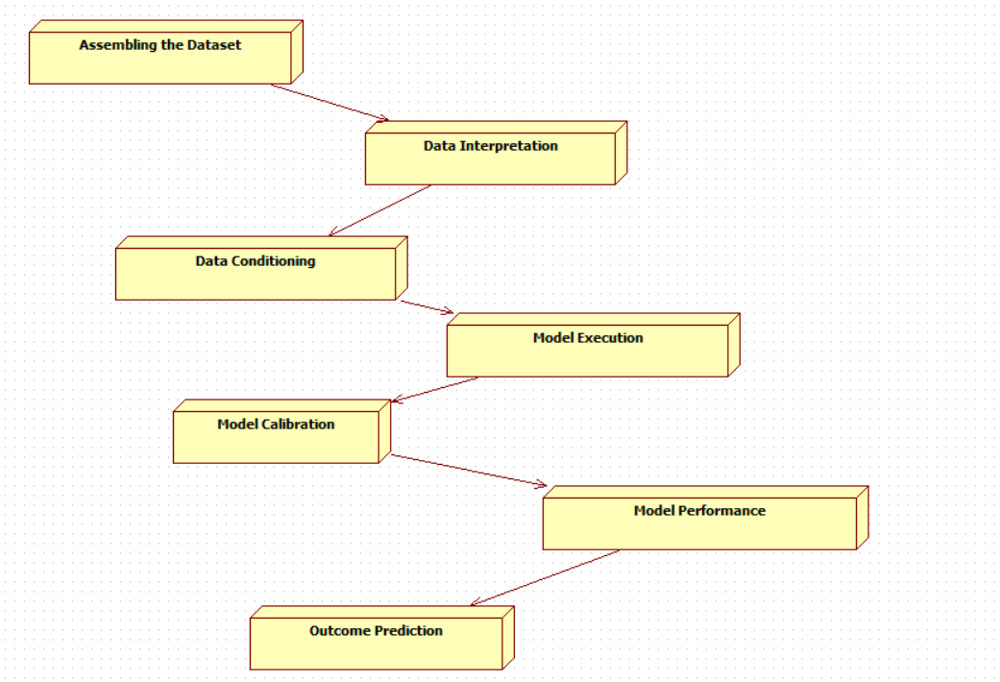 Assembling the Dataset
Data Interpretation
Data Conditioning
Model Execution
Model Calibration
Model Performance
Outcome Prediction